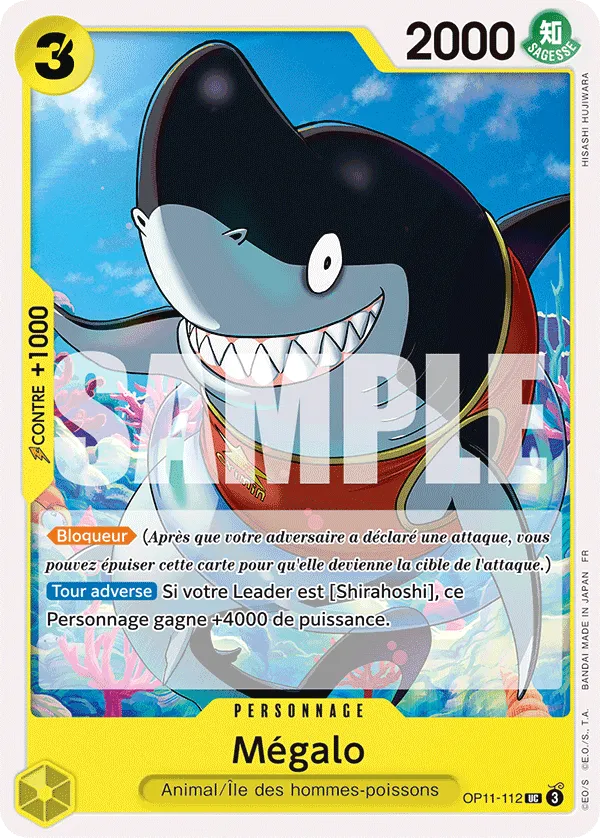 3
2000
知
SAGESSE
HISASHI HUJIWARA
CONTRE +1000
SAMPLE
Bloqueur (Après que votre adversaire a déclaré une attaque, vous
pouvez épuiser cette carte pour qu'elle devienne la cible de l'attaque.)
Tour adverse Si votre Leader est [Shirahoshi], ce
Personnage gagne +4000 de puissance.
PERSONNAGE
Mégalo
Animal/Île des hommes-poissons
OP11-112 UC 3
©EO/S ©E.O./S., T.A. BANDAI MADE IN JAPAN FR